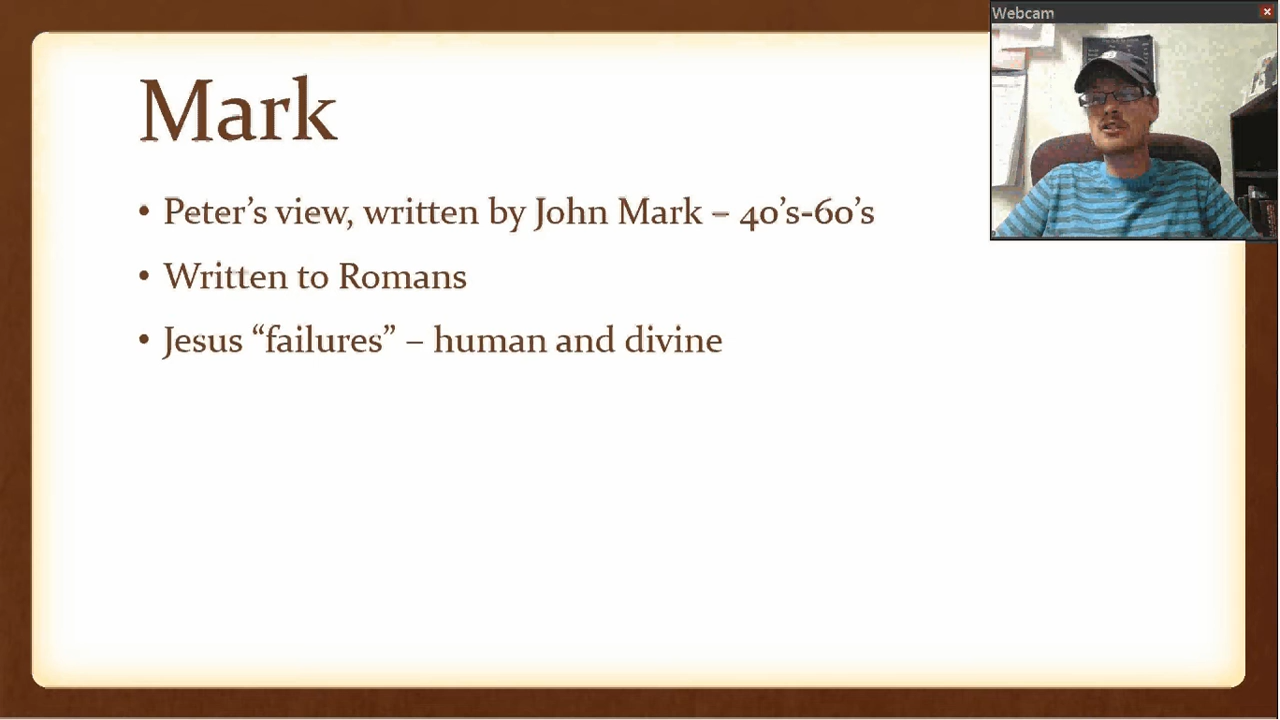 Webcam
Mark
• Peter’s view, written by John Mark – 40’s-60’s
• Written to Romans
• Jesus “failures” – human and divine